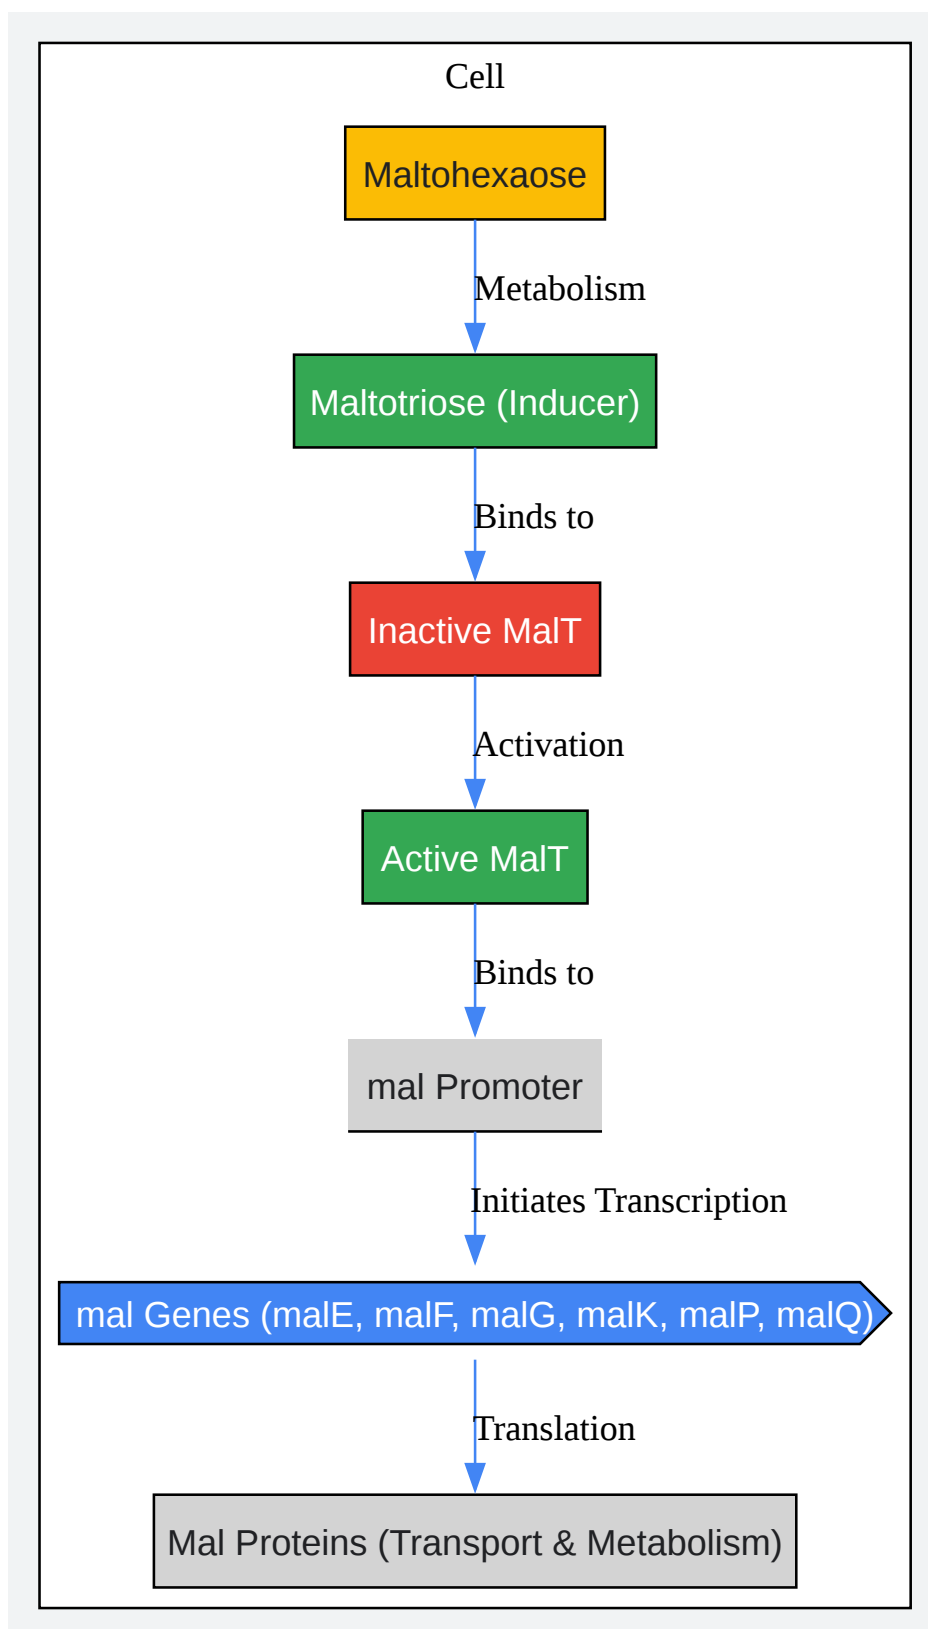 Cell
Maltohexaose
Metabolism
Maltotriose (Inducer)
Binds to
Inactive MalT
Activation
Active MalT
Binds to
mal Promoter
Initiates Transcription
mal Genes (malE, malF, malG, malK, malP, malQ)
Translation
Mal Proteins (Transport & Metabolism)